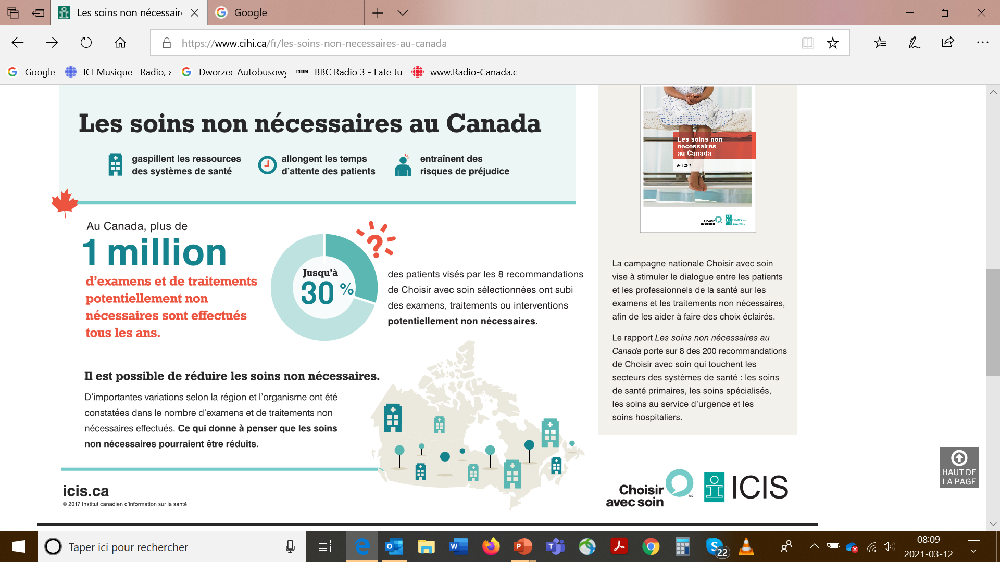 Les soins non nécessair
Google
https://www.cihi.ca/fr/les-soins-non-necessaires-au-canada
Google
ICI Musique Radio, a
Dworzec Autobusowy
BBC Radio 3 - Late Ju
www.Radio-Canada.c
Les soins non nécessaires au Canada
gaspillent les ressources
des systèmes de santé
allongent les temps
d'attente des patients
entraînent des
risques de préjudice
Au Canada, plus de
1 million
d'examens et de traitements
potentiellement non
nécessaires sont effectués
tous les ans.
Jusqu'à
30 %
?
des patients visés par les 8 recommandations
de Choisir avec soin sélectionnées ont subi
des examens, traitements ou interventions
potentiellement non nécessaires.
Il est possible de réduire les soins non nécessaires.
D'importantes variations selon la région et l'organisme ont été
constatées dans le nombre d'examens et de traitements non
nécessaires effectués. Ce qui donne à penser que les soins
non nécessaires pourraient être réduits.
icis.ca
© 2017 Institut canadien d'information sur la santé
Les soins non
nécessaires
au Canada
Avril 2017
Choisir
avec soin
La campagne nationale Choisir avec soin
vise à stimuler le dialogue entre les patients
et les professionnels de la santé sur les
examens et les traitements non nécessaires,
afin de les aider à faire des choix éclairés.
Le rapport Les soins non nécessaires au
Canada porte sur 8 des 200 recommandations
de Choisir avec soin qui touchent les
secteurs des systèmes de santé : les soins
de santé primaires, les soins spécialisés,
les soins au service d'urgence et les
soins hospitaliers.
Choisir
avec soin
MC
ICIS
HAUT DE
LA PAGE
Taper ici pour rechercher
22
08:09
2021-03-12